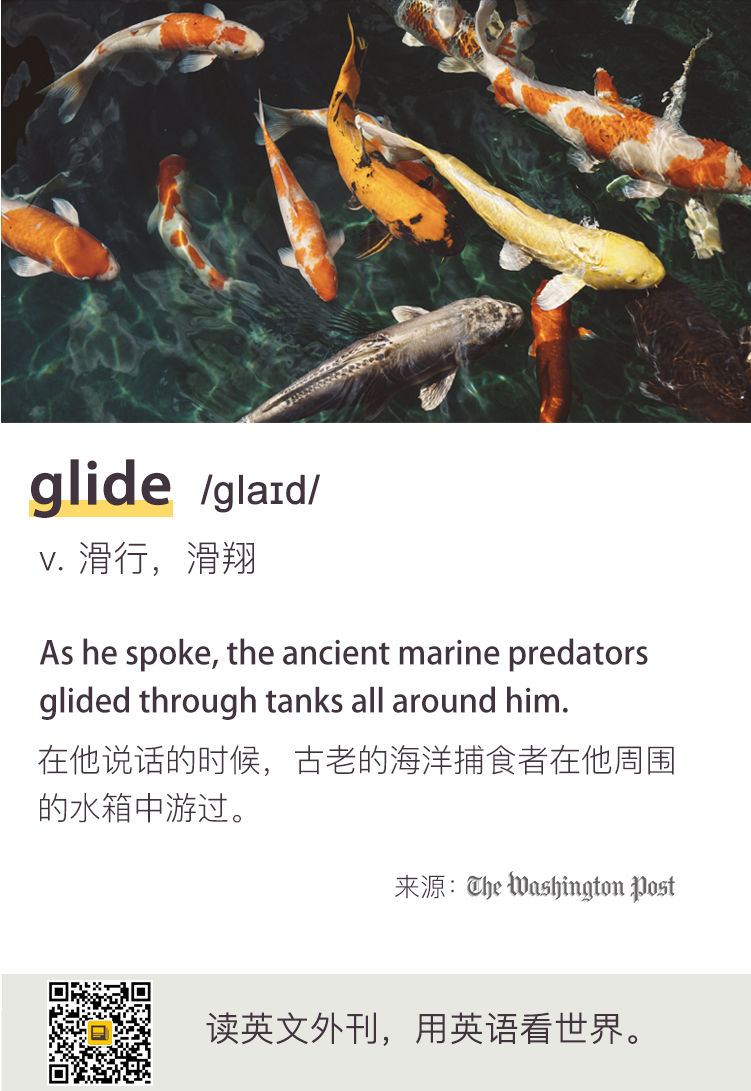 glide /glaɪd/
v. 滑行，滑翔
As he spoke, the ancient marine predators
glided through tanks all around him.
在他说话的时候，古老的海洋捕食者在他周围
的水箱中游过。
来源：The Washington Post
读英文外刊，用英语看世界。